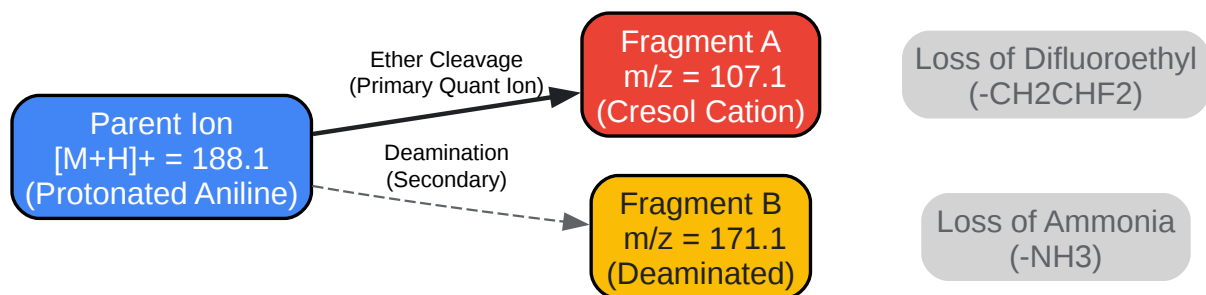 Parent Ion
[M+H]+ = 188.1
(Protonated Aniline)
Ether Cleavage
(Primary Quant Ion)
Deamination
(Secondary)
Fragment A
m/z = 107.1
(Cresol Cation)
Fragment B
m/z = 171.1
(Deaminated)
Loss of Difluoroethyl
(-CH2CHF2)
Loss of Ammonia
(-NH3)